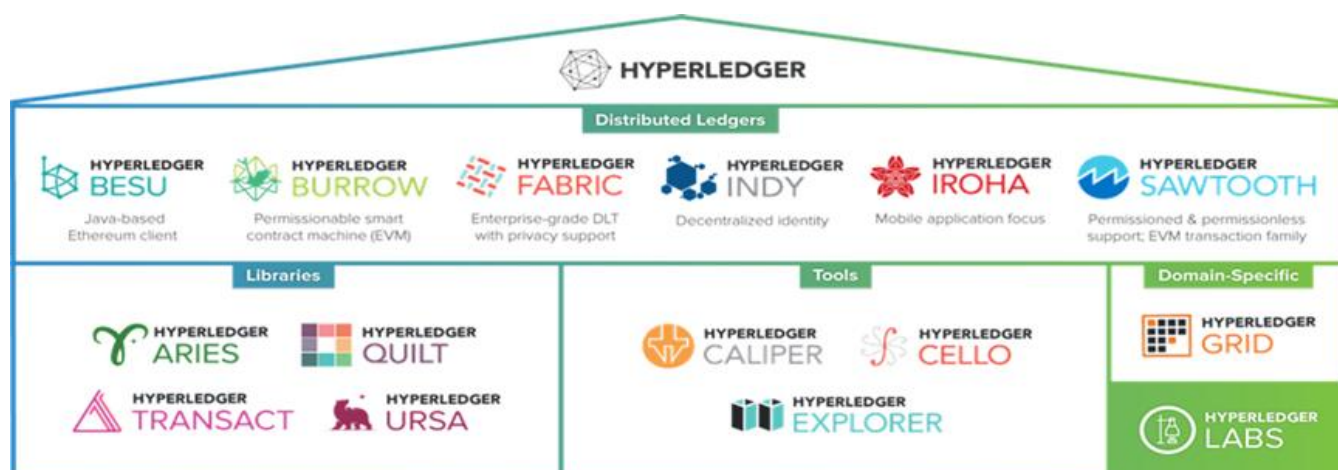 HYPERLEDGER
Distributed Ledgers
HYPERLEDGER
BESU
Java-based
Ethereum client
HYPERLEDGER
BURROW
Permissionable smart
contract machine (EVM)
HYPERLEDGER
FABRIC
Enterprise-grade DLT
with privacy support
HYPERLEDGER
INDY
Decentralized identity
HYPERLEDGER
IROHA
Mobile application focus
HYPERLEDGER
SAWTOOTH
Permissioned & permissionless
support; EVM transaction family
Libraries
HYPERLEDGER
ARIES
HYPERLEDGER
QUILT
HYPERLEDGER
TRANSACT
HYPERLEDGER
URSA
Tools
HYPERLEDGER
CALIPER
HYPERLEDGER
CELLO
HYPERLEDGER
EXPLORER
Domain-Specific
HYPERLEDGER
GRID
HYPERLEDGER
LABS